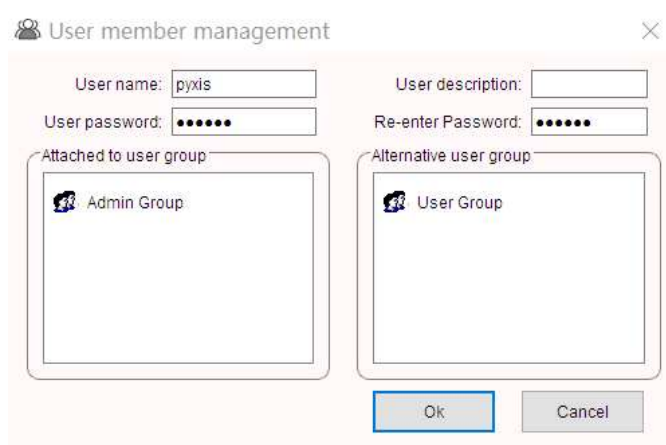 User member management
User name: pyxis User description:
User password: •••••• Re-enter Password: ••••••
Attached to user group Alternative user group
Admin Group User Group
Ok Cancel